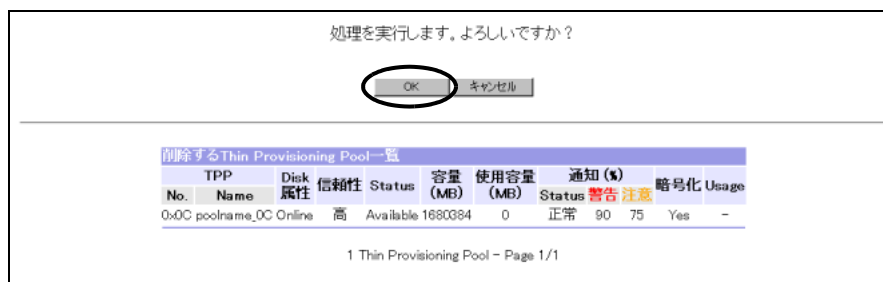 処理を実行します。よろしいですか？
OK キャンセル
削除するThin Provisioning Pool一覧
TPP Disk属性 信頼性 Status 容量(MB) 使用容量(MB) 通知(%) 暗号化 Usage
No. Name Status 警告 注意
0x0C poolname_0C Online 高 Available 1680384 0 正常 90 75 Yes -
1 Thin Provisioning Pool - Page 1/1